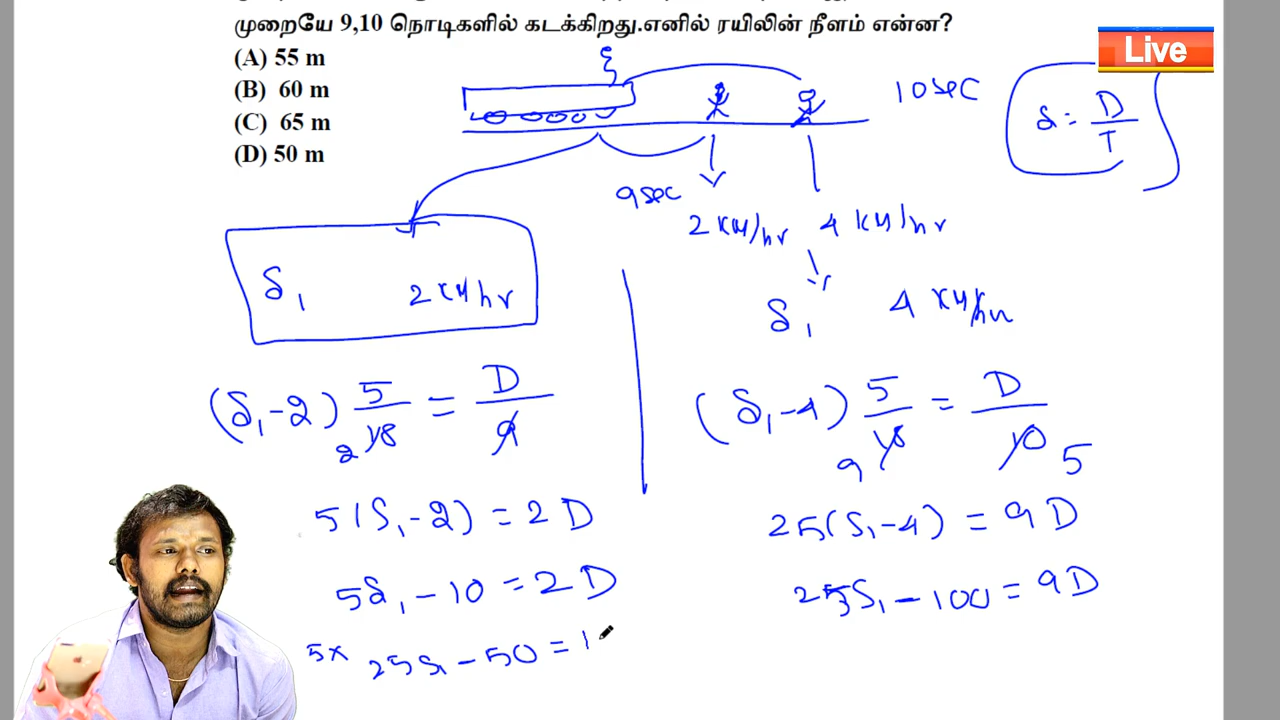 முறையே 9,10 நொடிகளில் கடக்கிறது.எனில் ரயிலின் நீளம் என்ன?
Live
(A) 55 m
(B) 60 m
(C) 65 m
(D) 50 m
10 sec
S = D/T
9 sec
2 KM/hr 4 KM/hr
S₁ 2 KM/hr
S₁ 4 KM/hr
(S₁-2) 5/18 2 = D/9
(S₁-4) 5/18 9 = D/10 5
5(S₁-2) = 2D
25(S₁-4) = 9D
5S₁ - 10 = 2D
25S₁ - 100 = 9D
5x 25S₁ - 50 = 1